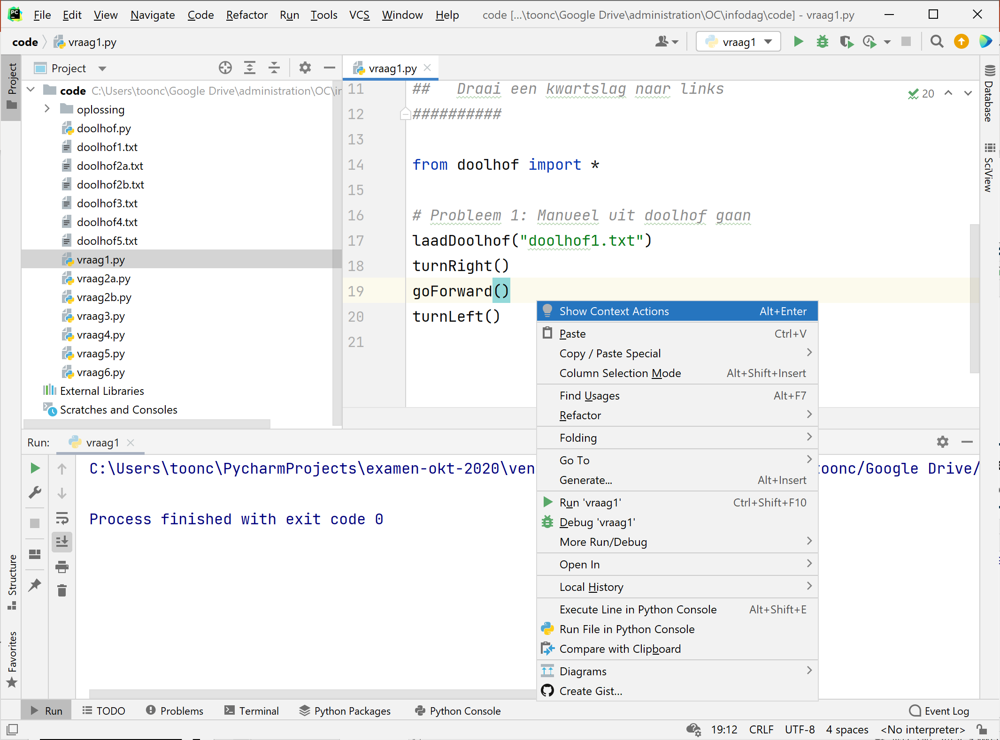 PC
File Edit View Navigate Code Refactor Run Tools VCS Window Help code [...\toonc\Google Drive\administration\OC\infodag\code] - vraag1.py
code vraag1.py
vraag1
Project
Project
vraag1.py
code C:\Users\toonc\Google Drive\administration\OC\in
oplossing
doolhof.py
doolhof1.txt
doolhof2a.txt
doolhof2b.txt
doolhof3.txt
doolhof4.txt
doolhof5.txt
vraag1.py
vraag2a.py
vraag2b.py
vraag3.py
vraag4.py
vraag5.py
vraag6.py
External Libraries
Scratches and Consoles
11 ## Draai een kwartslag naar links
12 ##########
13
14 from doolhof import *
15
16 # Probleem 1: Manueel uit doolhof gaan
17 laadDoolhof("doolhof1.txt")
18 turnRight()
19 goForward()
20 turnLeft()
21
20
Database
SciView
Show Context Actions Alt+Enter
Paste Ctrl+V
Copy / Paste Special
Column Selection Mode Alt+Shift+Insert
Find Usages Alt+F7
Refactor
Folding
Go To
Generate... Alt+Insert
Run 'vraag1' Ctrl+Shift+F10
Debug 'vraag1'
More Run/Debug
Open In
Local History
Execute Line in Python Console Alt+Shift+E
Run File in Python Console
Compare with Clipboard
Diagrams
Create Gist...
Run: vraag1
C:\Users\toonc\PycharmProjects\examen-okt-2020\ven toonc/Google Drive/
Process finished with exit code 0
Structure
Favorites
Run TODO Problems Terminal Python Packages Python Console Event Log
19:12 CRLF UTF-8 4 spaces <No interpreter>